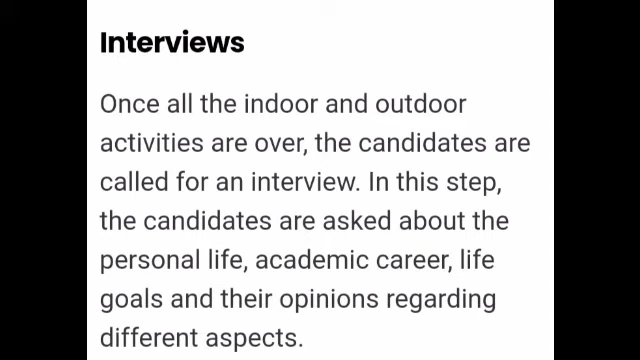 Interviews
Once all the indoor and outdoor
activities are over, the candidates are
called for an interview. In this step,
the candidates are asked about the
personal life, academic career, life
goals and their opinions regarding
different aspects.